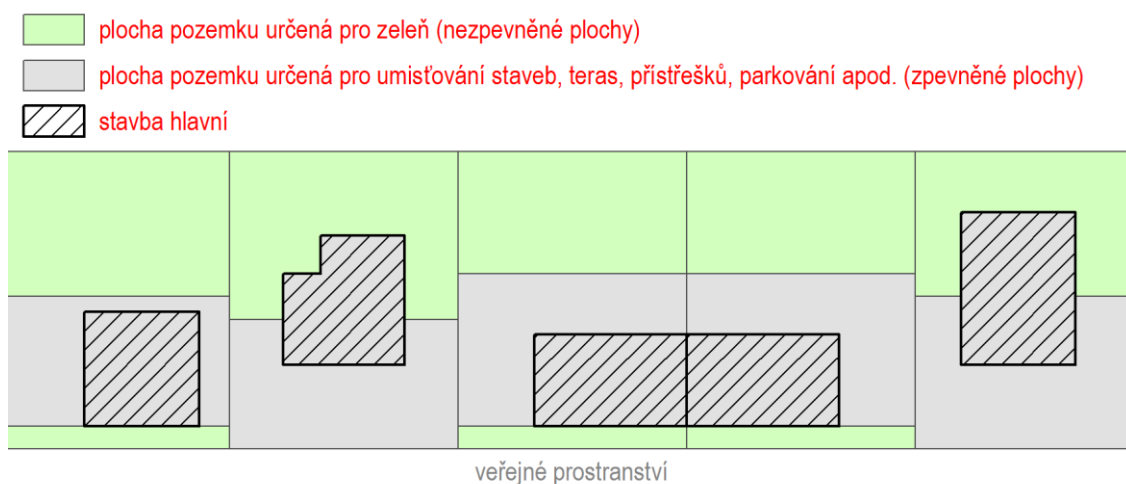 plocha pozemku určená pro zeleň (nezpevněné plochy)
plocha pozemku určená pro umisťování staveb, teras, přístřešků, parkování apod. (zpevněné plochy)
stavba hlavní
veřejné prostranství